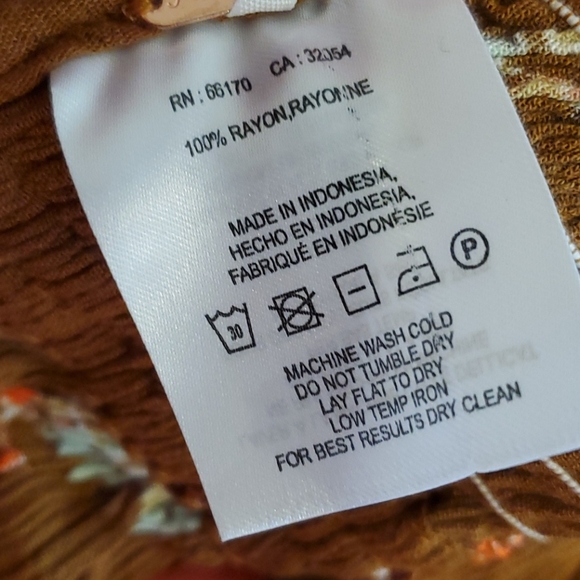 RN : 66170 CA : 32054
100% RAYON,RAYONNE
MADE IN INDONESIA,
HECHO EN INDONESIA,
FABRIQUÉ EN INDONÉSIE
30
P
MACHINE WASH COLD
DO NOT TUMBLE DRY
LAY FLAT TO DRY
LOW TEMP IRON
FOR BEST RESULTS DRY CLEAN